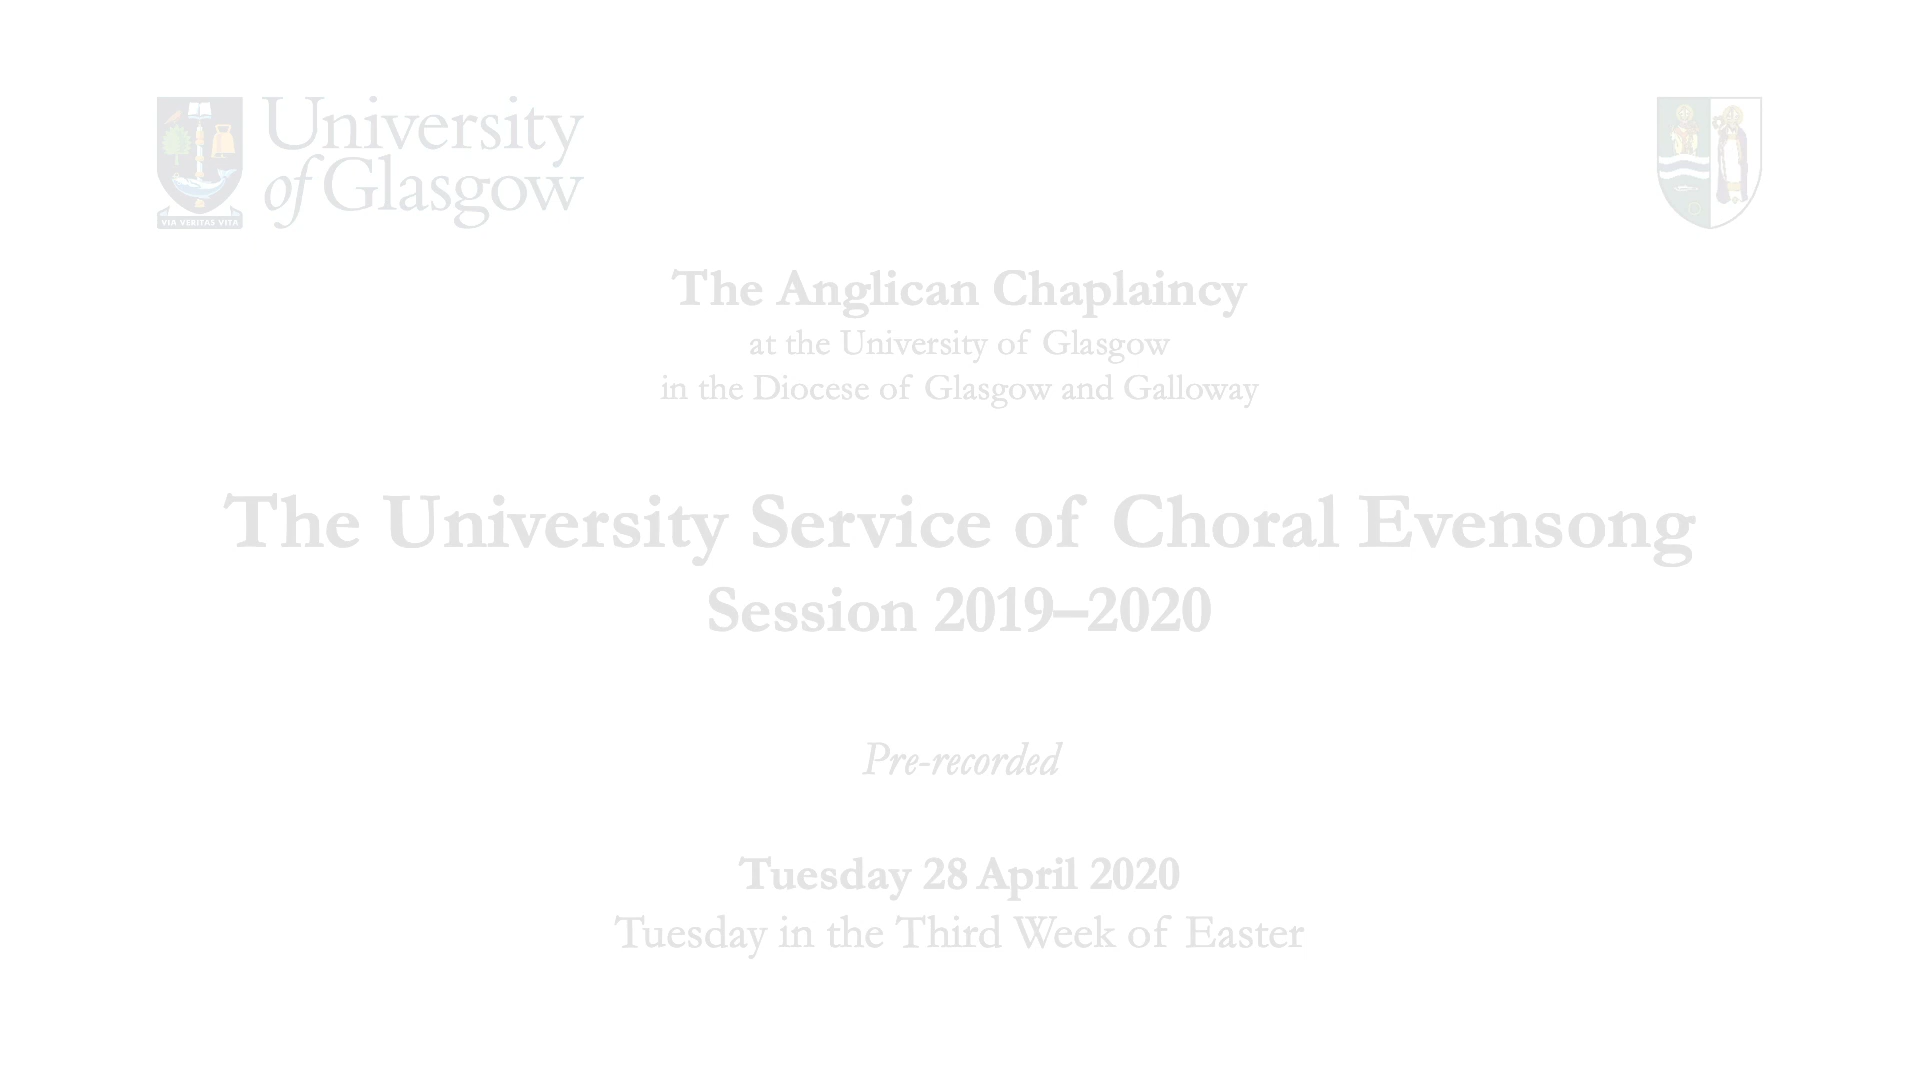 University
of Glasgow
VIA VERITAS VITA
The Anglican Chaplaincy
at the University of Glasgow
in the Diocese of Glasgow and Galloway
The University Service of Choral Evensong
Session 2019–2020
Pre-recorded
Tuesday 28 April 2020
Tuesday in the Third Week of Easter